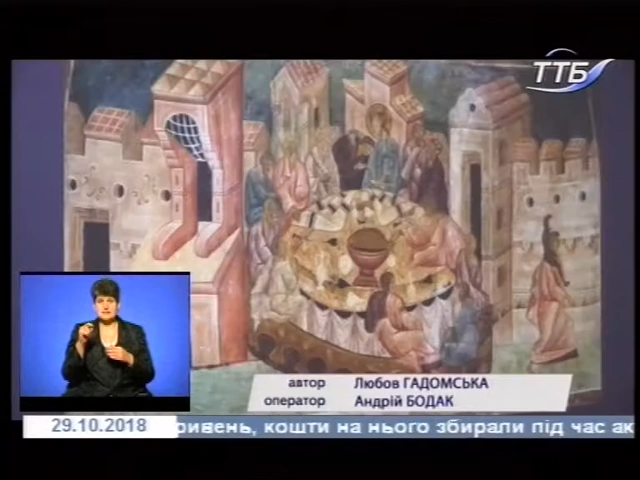 ТТБ
автор Любов ГАДОМСЬКА
оператор Андрій БОДАК
29.10.2018 ривень, кошти на нього збирали під час ак